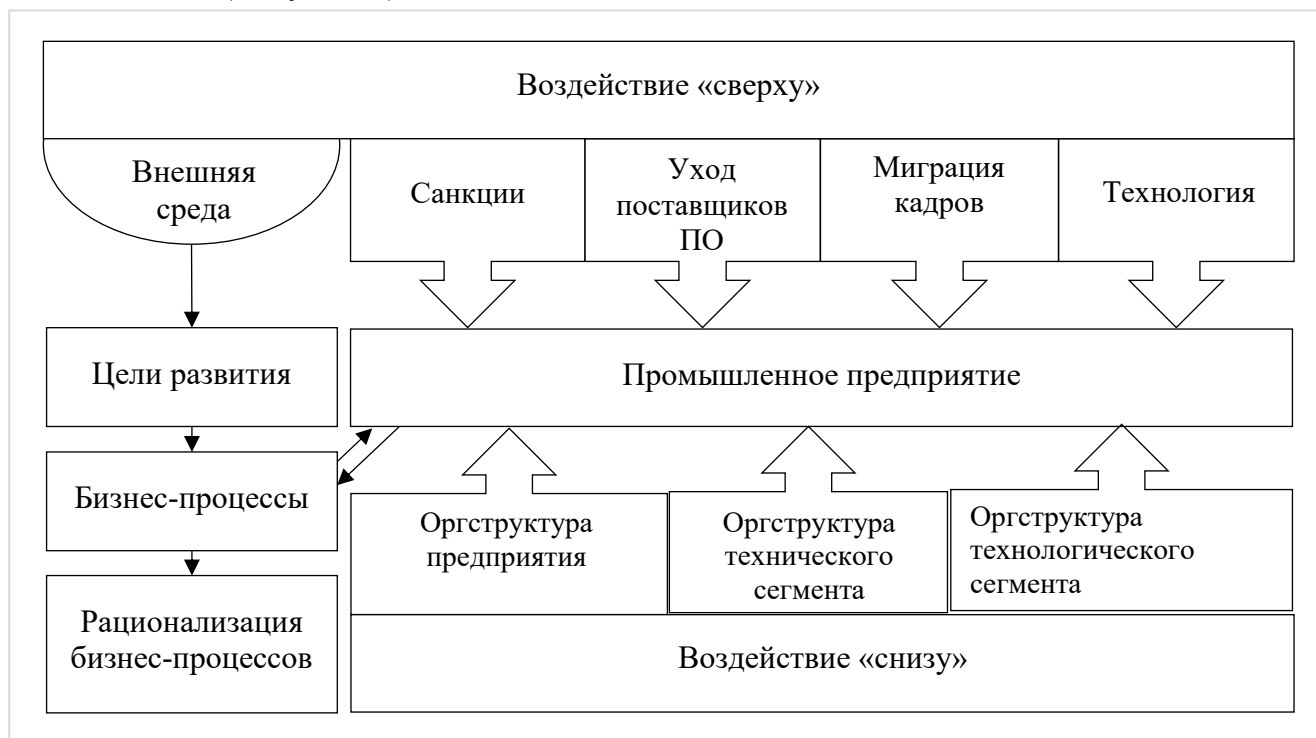 Воздействие «сверху»
Внешняя
среда
Санкции
Уход
поставщиков
ПО
Миграция
кадров
Технология
Цели развития
Промышленное предприятие
Бизнес-процессы
Оргструктура
предприятия
Оргструктура
технического
сегмента
Оргструктура
технологического
сегмента
Рационализация
бизнес-процессов
Воздействие «снизу»